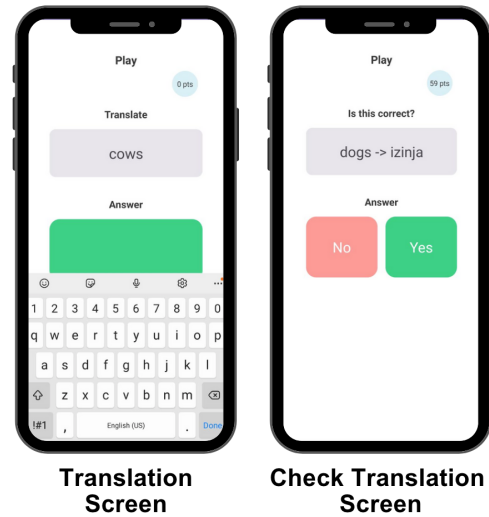 Play
0 pts
Translate
cows
Answer
1 2 3 4 5 6 7 8 9 0
q w e r t y u i o p
a s d f g h j k l
z x c v b n m
!#1 , English (US) . Done
Translation
Screen
Play
59 pts
Is this correct?
dogs -> izinja
Answer
No Yes
Check Translation
Screen